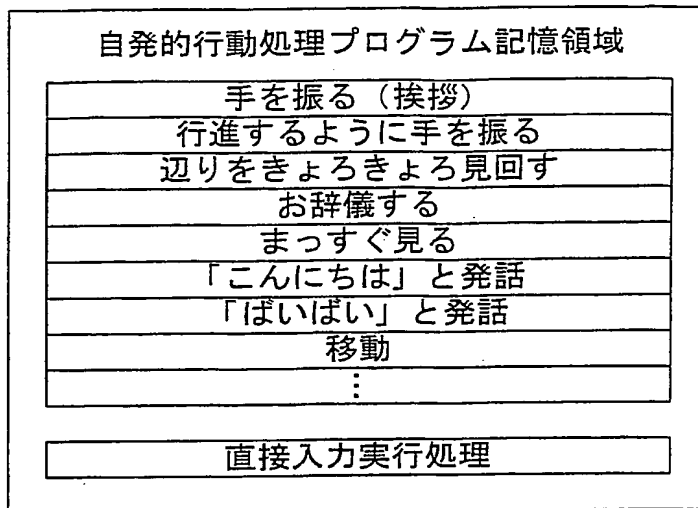 自発的行動処理プログラム記憶領域
手を振る（挨拶）
行進するように手を振る
辺りをきょろきょろ見回す
お辞儀する
まっすぐ見る
「こんにちは」と発話
「ばいばい」と発話
移動
⋮
直接入力実行処理